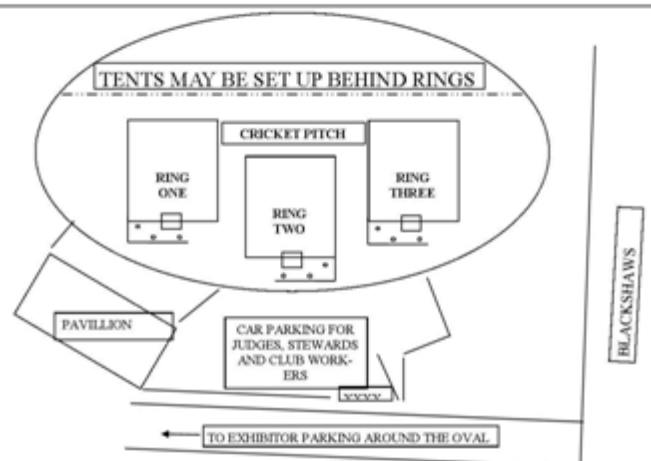 TENTS MAY BE SET UP BEHIND RINGS
CRICKET PITCH
RING
ONE
RING
TWO
RING
THREE
PAVILLION
CAR PARKING FOR
JUDGES, STEWARDS
AND CLUB WORK-
ERS
XXXX
BLACKSHAWS
TO EXHIBITOR PARKING AROUND THE OVAL